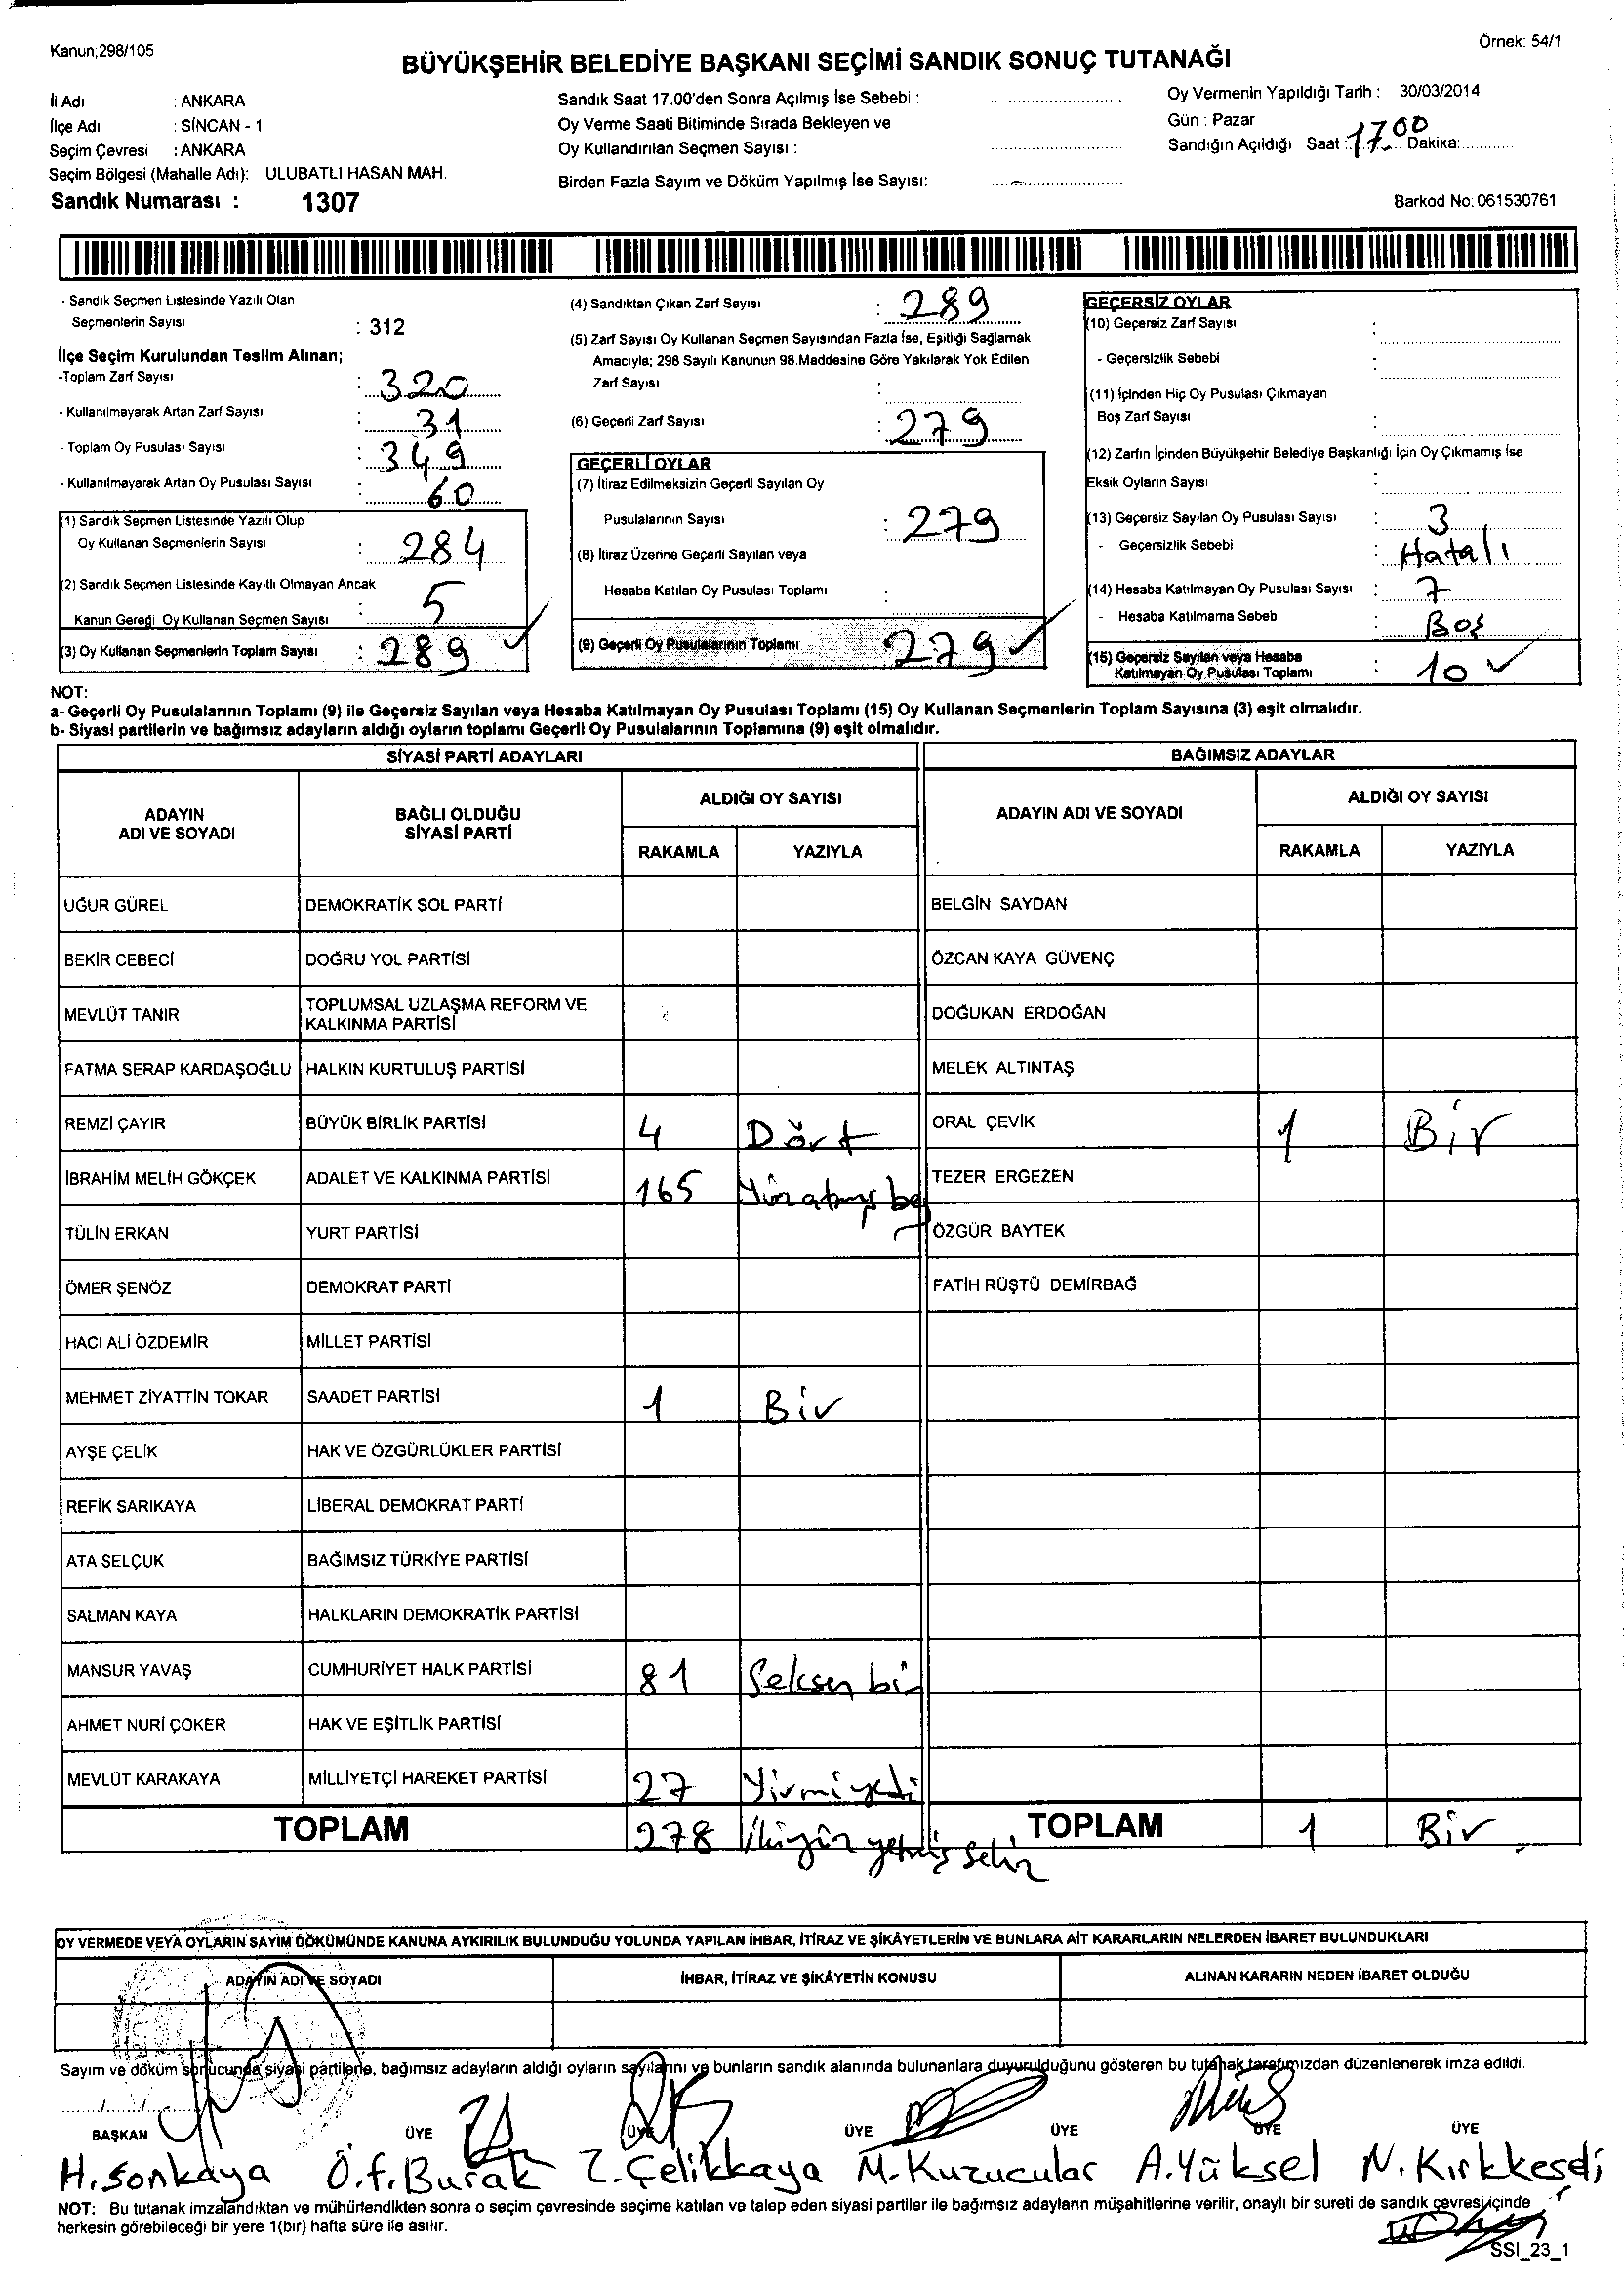 Kanun;298/105
Örnek: 54/1
BÜYÜKŞEHİR BELEDİYE BAŞKANI SEÇİMİ SANDIK SONUÇ TUTANAĞI
İl Adı : ANKARA
İlçe Adı : SİNCAN - 1
Seçim Çevresi : ANKARA
Seçim Bölgesi (Mahalle Adı): ULUBATLI HASAN MAH.
Sandık Numarası : 1307
Sandık Saat 17.00'den Sonra Açılmış İse Sebebi :
Oy Verme Saati Bitiminde Sırada Bekleyen ve
Oy Kullandırılan Seçmen Sayısı :
Birden Fazla Sayım ve Döküm Yapılmış İse Sayısı:
Oy Vermenin Yapıldığı Tarih : 30/03/2014
Gün : Pazar
Sandığın Açıldığı Saat : 17.00 Dakika:
Barkod No: 061530761
- Sandık Seçmen Listesinde Yazılı Olan
Seçmenlerin Sayısı : 312
İlçe Seçim Kurulundan Teslim Alınan;
-Toplam Zarf Sayısı : 320
- Kullanılmayarak Artan Zarf Sayısı : 31
- Toplam Oy Pusulası Sayısı : 349
- Kullanılmayarak Artan Oy Pusulası Sayısı : 60
(1) Sandık Seçmen Listesinde Yazılı Olup
Oy Kullanan Seçmenlerin Sayısı : 284
(2) Sandık Seçmen Listesinde Kayıtlı Olmayan Ancak
Kanun Gereği Oy Kullanan Seçmen Sayısı : 5
(3) Oy Kullanan Seçmenlerin Toplam Sayısı : 289
(4) Sandıktan Çıkan Zarf Sayısı : 289
(5) Zarf Sayısı Oy Kullanan Seçmen Sayısından Fazla İse, Eşitliği Sağlamak
Amacıyla; 298 Sayılı Kanunun 98.Maddesine Göre Yakılarak Yok Edilen
Zarf Sayısı :
(6) Geçerli Zarf Sayısı : 279
GEÇERLİ OYLAR
(7) İtiraz Edilmeksizin Geçerli Sayılan Oy
Pusulalarının Sayısı : 279
(8) İtiraz Üzerine Geçerli Sayılan veya
Hesaba Katılan Oy Pusulası Toplamı :
(9) Geçerli Oy Pusulalarının Toplamı 279
GEÇERSİZ OYLAR
(10) Geçersiz Zarf Sayısı :
- Geçersizlik Sebebi :
(11) İçinden Hiç Oy Pusulası Çıkmayan
Boş Zarf Sayısı :
(12) Zarfın İçinden Büyükşehir Belediye Başkanlığı İçin Oy Çıkmamış İse
Eksik Oyların Sayısı :
(13) Geçersiz Sayılan Oy Pusulası Sayısı : 3
- Geçersizlik Sebebi : Hatalı
(14) Hesaba Katılmayan Oy Pusulası Sayısı : 7
- Hesaba Katılmama Sebebi : Boş
(15) Geçersiz Sayılan veya Hesaba
Katılmayan Oy Pusulası Toplamı : 10
NOT:
a- Geçerli Oy Pusulalarının Toplamı (9) ile Geçersiz Sayılan veya Hesaba Katılmayan Oy Pusulası Toplamı (15) Oy Kullanan Seçmenlerin Toplam Sayısına (3) eşit olmalıdır.
b- Siyasi partilerin ve bağımsız adayların aldığı oyların toplamı Geçerli Oy Pusulalarının Toplamına (9) eşit olmalıdır.
SİYASİ PARTİ ADAYLARI BAĞIMSIZ ADAYLAR
ADAYIN ADI VE SOYADI BAĞLI OLDUĞU SİYASİ PARTİ ALDIĞI OY SAYISI ADAYIN ADI VE SOYADI ALDIĞI OY SAYISI
RAKAMLA YAZIYLA RAKAMLA YAZIYLA
UĞUR GÜREL DEMOKRATİK SOL PARTİ BELGİN SAYDAN
BEKİR CEBECİ DOĞRU YOL PARTİSİ ÖZCAN KAYA GÜVENÇ
MEVLÜT TANIR TOPLUMSAL UZLAŞMA REFORM VE KALKINMA PARTİSİ DOĞUKAN ERDOĞAN
FATMA SERAP KARDAŞOĞLU HALKIN KURTULUŞ PARTİSİ MELEK ALTINTAŞ
REMZİ ÇAYIR BÜYÜK BİRLİK PARTİSİ 4 Dört ORAL ÇEVİK 1 Bir
İBRAHİM MELİH GÖKÇEK ADALET VE KALKINMA PARTİSİ 165 Yüzatmış beş TEZER ERGEZEN
TÜLİN ERKAN YURT PARTİSİ ÖZGÜR BAYTEK
ÖMER ŞENÖZ DEMOKRAT PARTİ FATİH RÜŞTÜ DEMİRBAĞ
HACI ALİ ÖZDEMİR MİLLET PARTİSİ
MEHMET ZİYATTİN TOKAR SAADET PARTİSİ 1 Bir
AYŞE ÇELİK HAK VE ÖZGÜRLÜKLER PARTİSİ
REFİK SARIKAYA LİBERAL DEMOKRAT PARTİ
ATA SELÇUK BAĞIMSIZ TÜRKİYE PARTİSİ
SALMAN KAYA HALKLARIN DEMOKRATİK PARTİSİ
MANSUR YAVAŞ CUMHURİYET HALK PARTİSİ 81 Seksen bir
AHMET NURİ ÇOKER HAK VE EŞİTLİK PARTİSİ
MEVLÜT KARAKAYA MİLLİYETÇİ HAREKET PARTİSİ 27 Yirmi yedi
TOPLAM 278 İkiyüz yetmiş sekiz TOPLAM 1 Bir
OY VERMEDE VEYA OYLARIN SAYIM DÖKÜMÜNDE KANUNA AYKIRILIK BULUNDUĞU YOLUNDA YAPILAN İHBAR, İTİRAZ VE ŞİKÂYETLERİN VE BUNLARA AİT KARARLARIN NELERDEN İBARET BULUNDUKLARI
ADAYIN ADI VE SOYADI İHBAR, İTİRAZ VE ŞİKÂYETİN KONUSU ALINAN KARARIN NEDEN İBARET OLDUĞU
Sayım ve döküm sonucunda siyasi partilerle, bağımsız adayların aldığı oyların sayılarını ve bunların sandık alanında bulunanlara duyurulduğunu gösteren bu tutanak tarafımızdan düzenlenerek imza edildi.
BAŞKAN ÜYE ÜYE ÜYE ÜYE ÜYE ÜYE
H.Sonkaya Ö.f.Burak Z.Çelikkaya M.Kuzucular A.Yüksel N.Kırkkesdi
NOT: Bu tutanak imzalandıktan ve mühürlendikten sonra o seçim çevresinde seçime katılan ve talep eden siyasi partiler ile bağımsız adayların müşahitlerine verilir, onaylı bir sureti de sandık çevresi içinde
herkesin görebileceği bir yere 1(bir) hafta süre ile asılır.
SSI_23_1